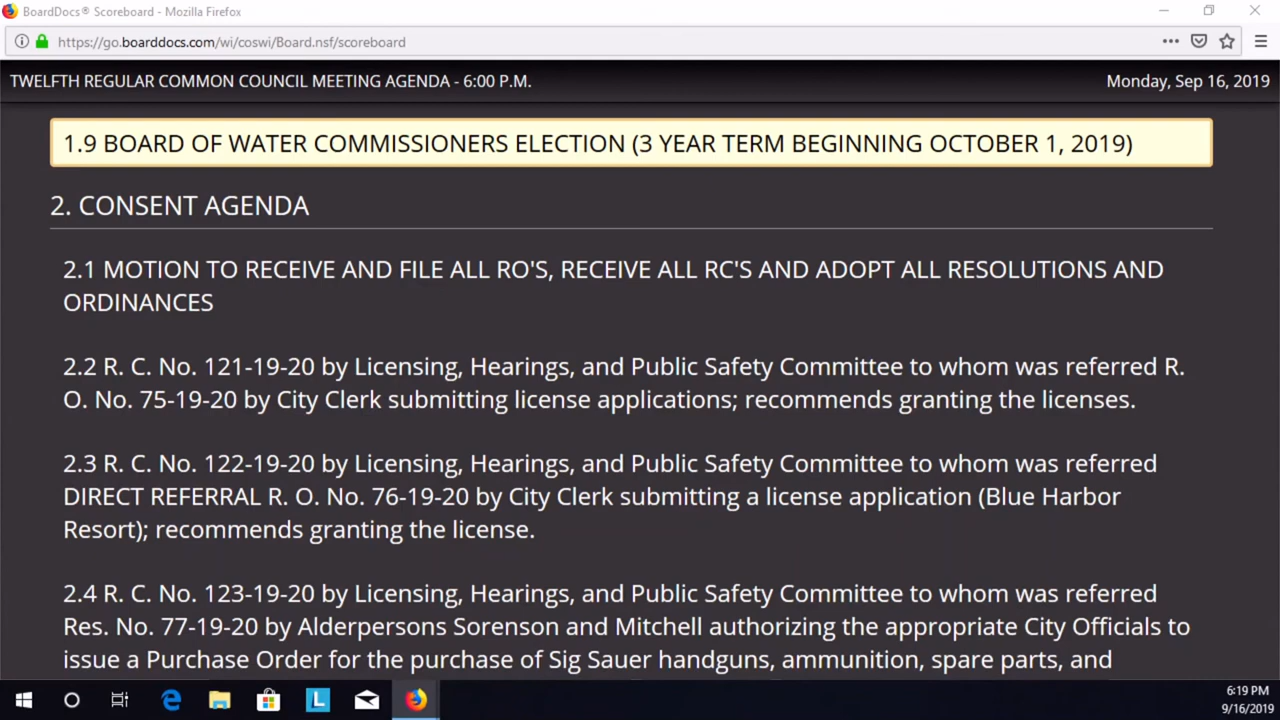 BoardDocs® Scoreboard - Mozilla Firefox
https://go.boarddocs.com/wi/coswi/Board.nsf/scoreboard
TWELFTH REGULAR COMMON COUNCIL MEETING AGENDA - 6:00 P.M. Monday, Sep 16, 2019
1.9 BOARD OF WATER COMMISSIONERS ELECTION (3 YEAR TERM BEGINNING OCTOBER 1, 2019)
2. CONSENT AGENDA
2.1 MOTION TO RECEIVE AND FILE ALL RO'S, RECEIVE ALL RC'S AND ADOPT ALL RESOLUTIONS AND
ORDINANCES
2.2 R. C. No. 121-19-20 by Licensing, Hearings, and Public Safety Committee to whom was referred R.
O. No. 75-19-20 by City Clerk submitting license applications; recommends granting the licenses.
2.3 R. C. No. 122-19-20 by Licensing, Hearings, and Public Safety Committee to whom was referred
DIRECT REFERRAL R. O. No. 76-19-20 by City Clerk submitting a license application (Blue Harbor
Resort); recommends granting the license.
2.4 R. C. No. 123-19-20 by Licensing, Hearings, and Public Safety Committee to whom was referred
Res. No. 77-19-20 by Alderpersons Sorenson and Mitchell authorizing the appropriate City Officials to
issue a Purchase Order for the purchase of Sig Sauer handguns, ammunition, spare parts, and
L
6:19 PM
9/16/2019